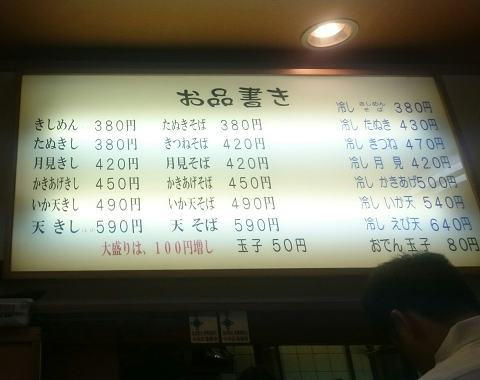 お品書き
きしめん 380円
たぬきし 380円
月見きし 420円
かきあげきし 450円
いか天きし 490円
天きし 590円
たぬきそば 380円
きつねそば 420円
月見そば 420円
かきあげそば 450円
いか天そば 490円
天そば 590円
冷し きしめん そば 380円
冷し たぬき 430円
冷し きつね 470円
冷し 月見 420円
冷し かきあげ 500円
冷し いか天 540円
冷し えび天 640円
大盛りは、100円増し
玉子 50円
おでん玉子 80円